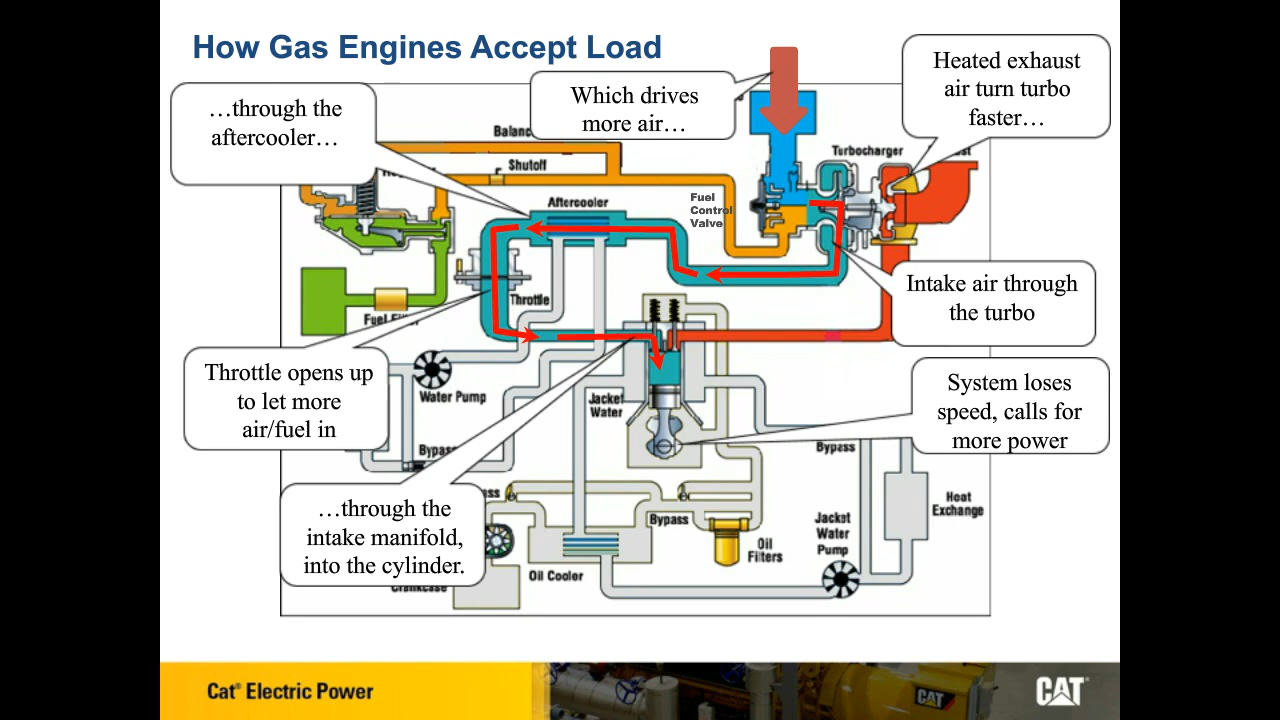 How Gas Engines Accept Load
Heated exhaust
air turn turbo
faster…
Which drives
more air…
…through the
aftercooler…
Shutoff
Turbocharger
Aftercooler
Fuel
Control
Valve
Intake air through
the turbo
Throttle
Throttle opens up
to let more
air/fuel in
Water Pump
Jacket
Water
System loses
speed, calls for
more power
Bypass
…through the
intake manifold,
into the cylinder.
Bypass
Heat
Exchange
Jacket
Water
Pump
Oil
Filters
Oil Cooler
Crankcase
Cat® Electric Power
CAT
CAT